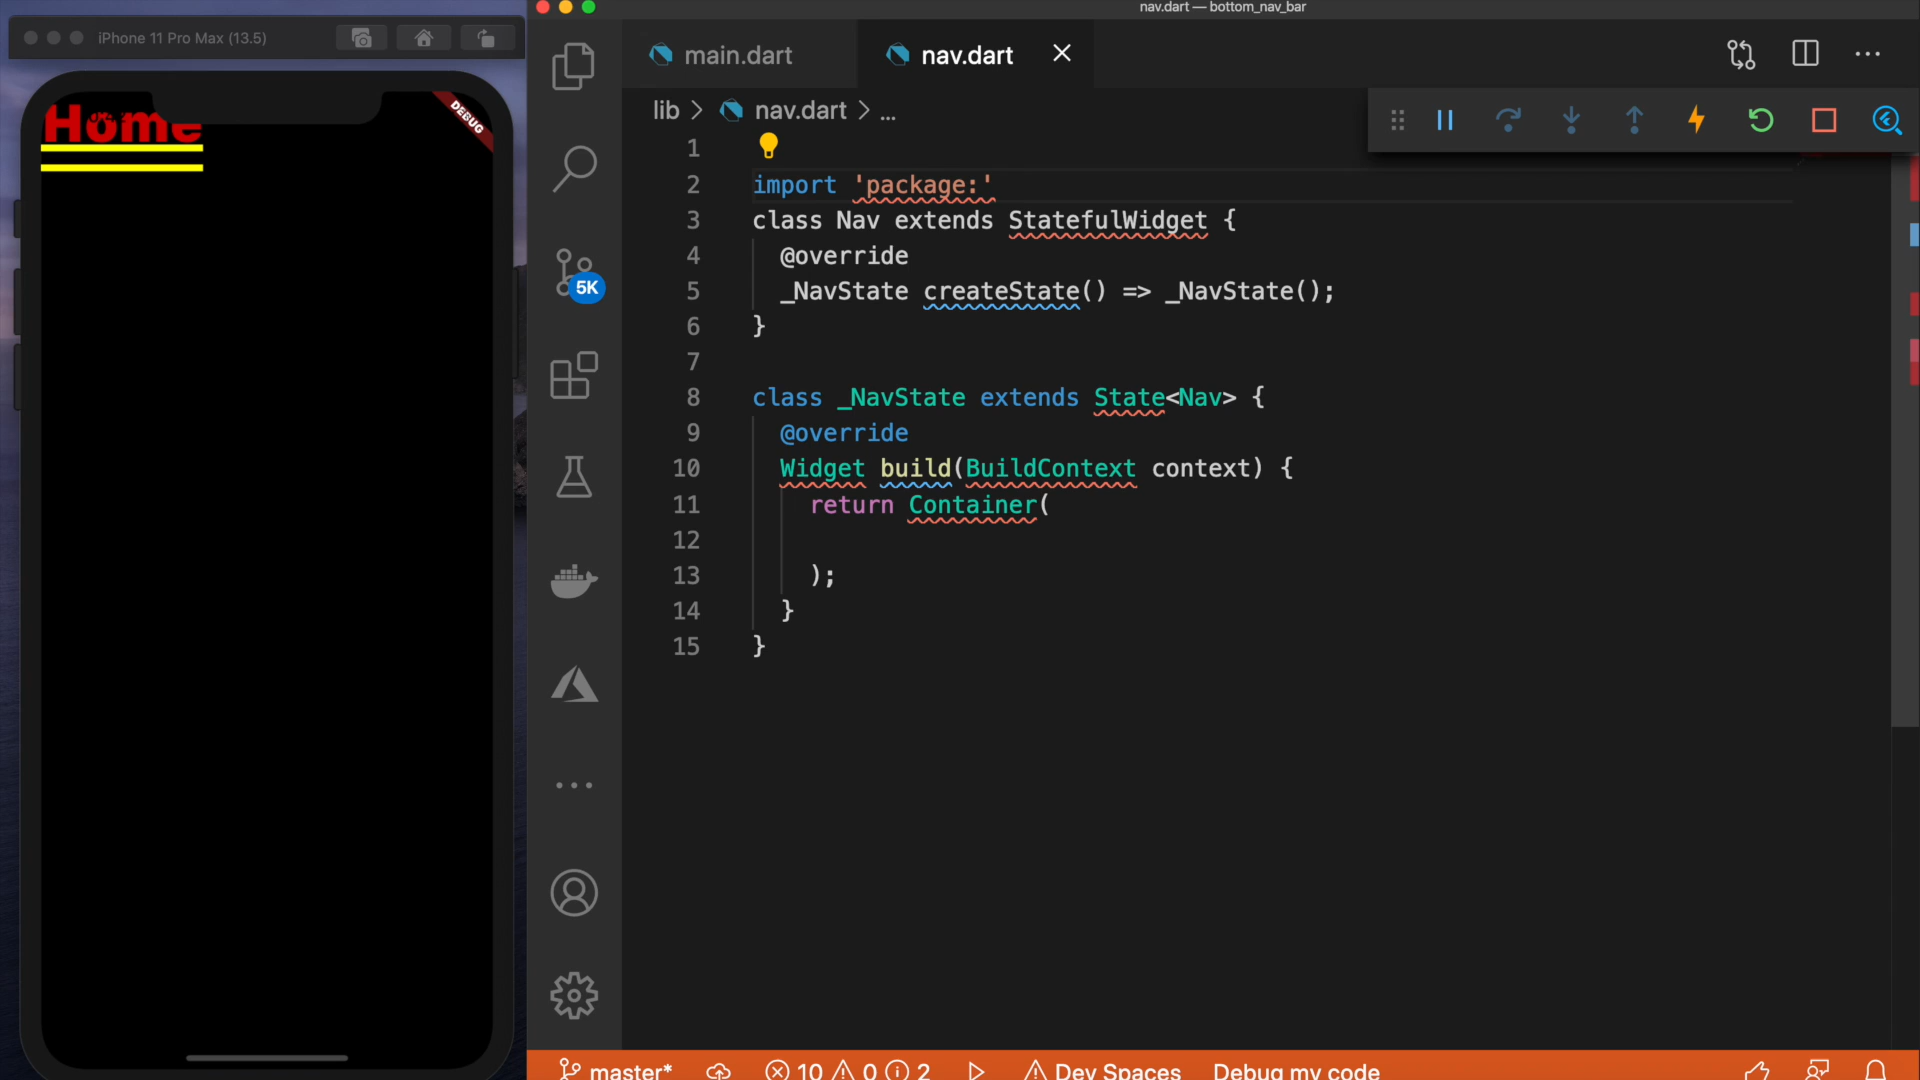 nav.dart — bottom_nav_bar
iPhone 11 Pro Max (13.5)
Home
DEBUG
main.dart
nav.dart
lib > nav.dart > ...
1
2 import 'package:'
3 class Nav extends StatefulWidget {
4 @override
5 _NavState createState() => _NavState();
6 }
7
8 class _NavState extends State<Nav> {
9 @override
10 Widget build(BuildContext context) {
11 return Container(
12
13 );
14 }
15 }
5K
master* 10 0 2 Dev Spaces Debug my code